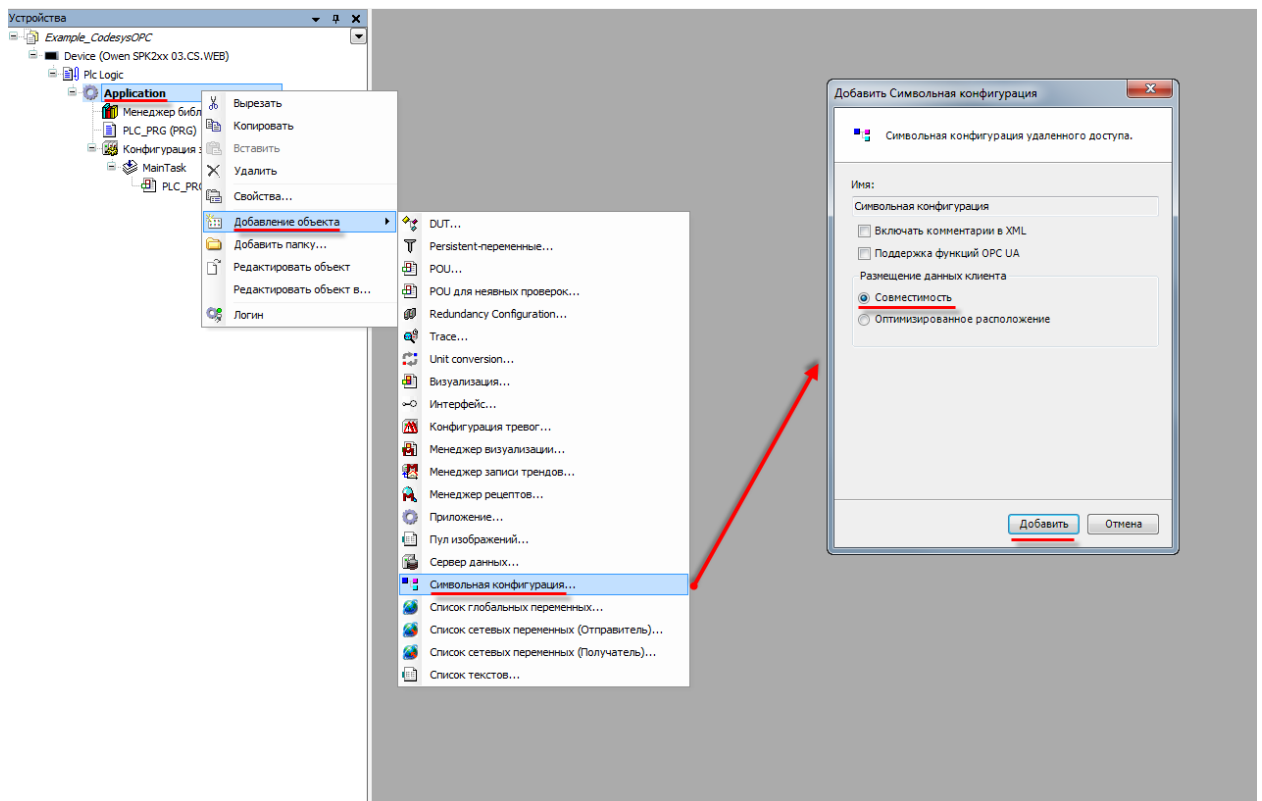 Устройства
Example_CodesysOPC
Device (Owen SPK2xx 03.CS.WEB)
Plc Logic
Application
Менеджер библ
PLC_PRG (PRG)
Конфигурация з
MainTask
PLC_PRG
Вырезать
Копировать
Вставить
Удалить
Свойства...
Добавление объекта
Добавить папку...
Редактировать объект
Редактировать объект в...
Логин
DUT...
Persistent-переменные...
POU...
POU для неявных проверок...
Redundancy Configuration...
Trace...
Unit conversion...
Визуализация...
Интерфейс...
Конфигурация тревог...
Менеджер визуализации...
Менеджер записи трендов...
Менеджер рецептов...
Приложение...
Пул изображений...
Сервер данных...
Символьная конфигурация...
Список глобальных переменных...
Список сетевых переменных (Отправитель)...
Список сетевых переменных (Получатель)...
Список текстов...
Добавить Символьная конфигурация
Символьная конфигурация удаленного доступа.
Имя:
Символьная конфигурация
Включать комментарии в XML
Поддержка функций OPC UA
Размещение данных клиента
Совместимость
Оптимизированное расположение
Добавить Отмена